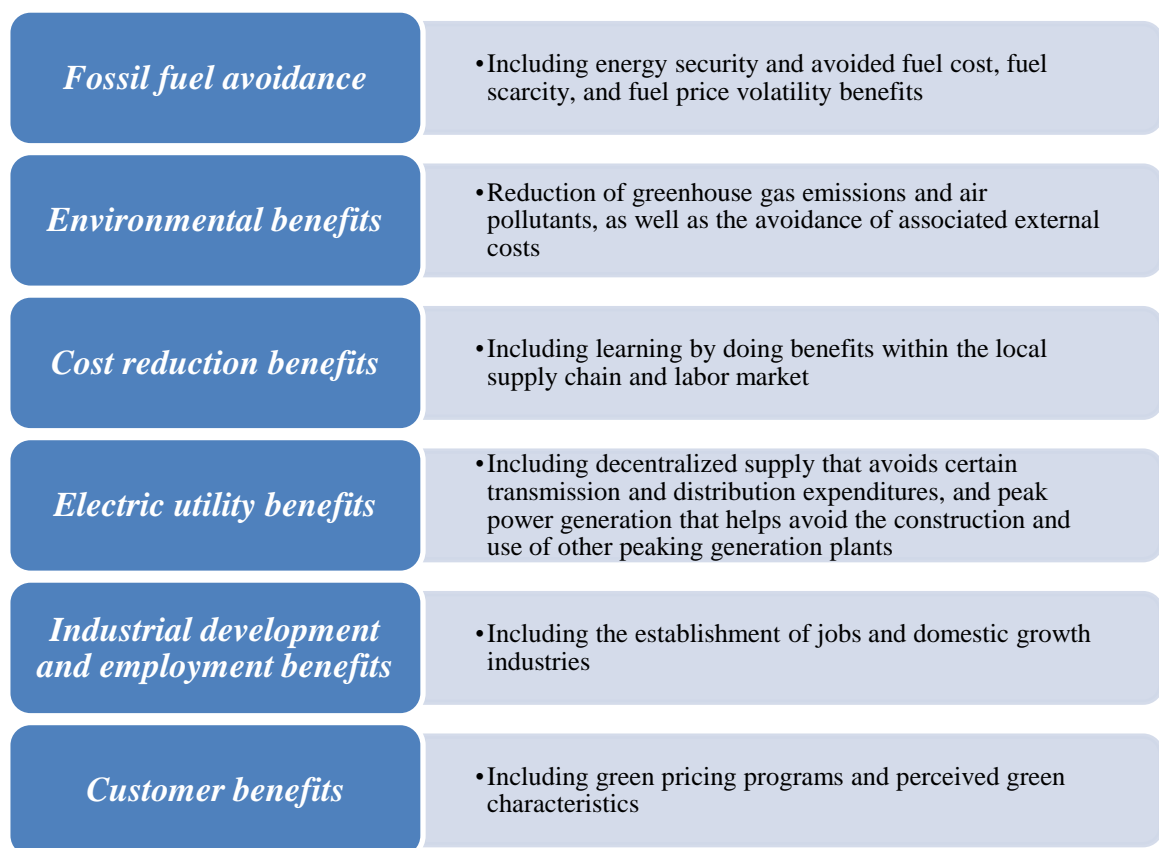 Fossil fuel avoidance
•Including energy security and avoided fuel cost, fuel
scarcity, and fuel price volatility benefits
Environmental benefits
•Reduction of greenhouse gas emissions and air
pollutants, as well as the avoidance of associated external
costs
Cost reduction benefits
•Including learning by doing benefits within the local
supply chain and labor market
Electric utility benefits
•Including decentralized supply that avoids certain
transmission and distribution expenditures, and peak
power generation that helps avoid the construction and
use of other peaking generation plants
Industrial development
and employment benefits
•Including the establishment of jobs and domestic growth
industries
Customer benefits
•Including green pricing programs and perceived green
characteristics